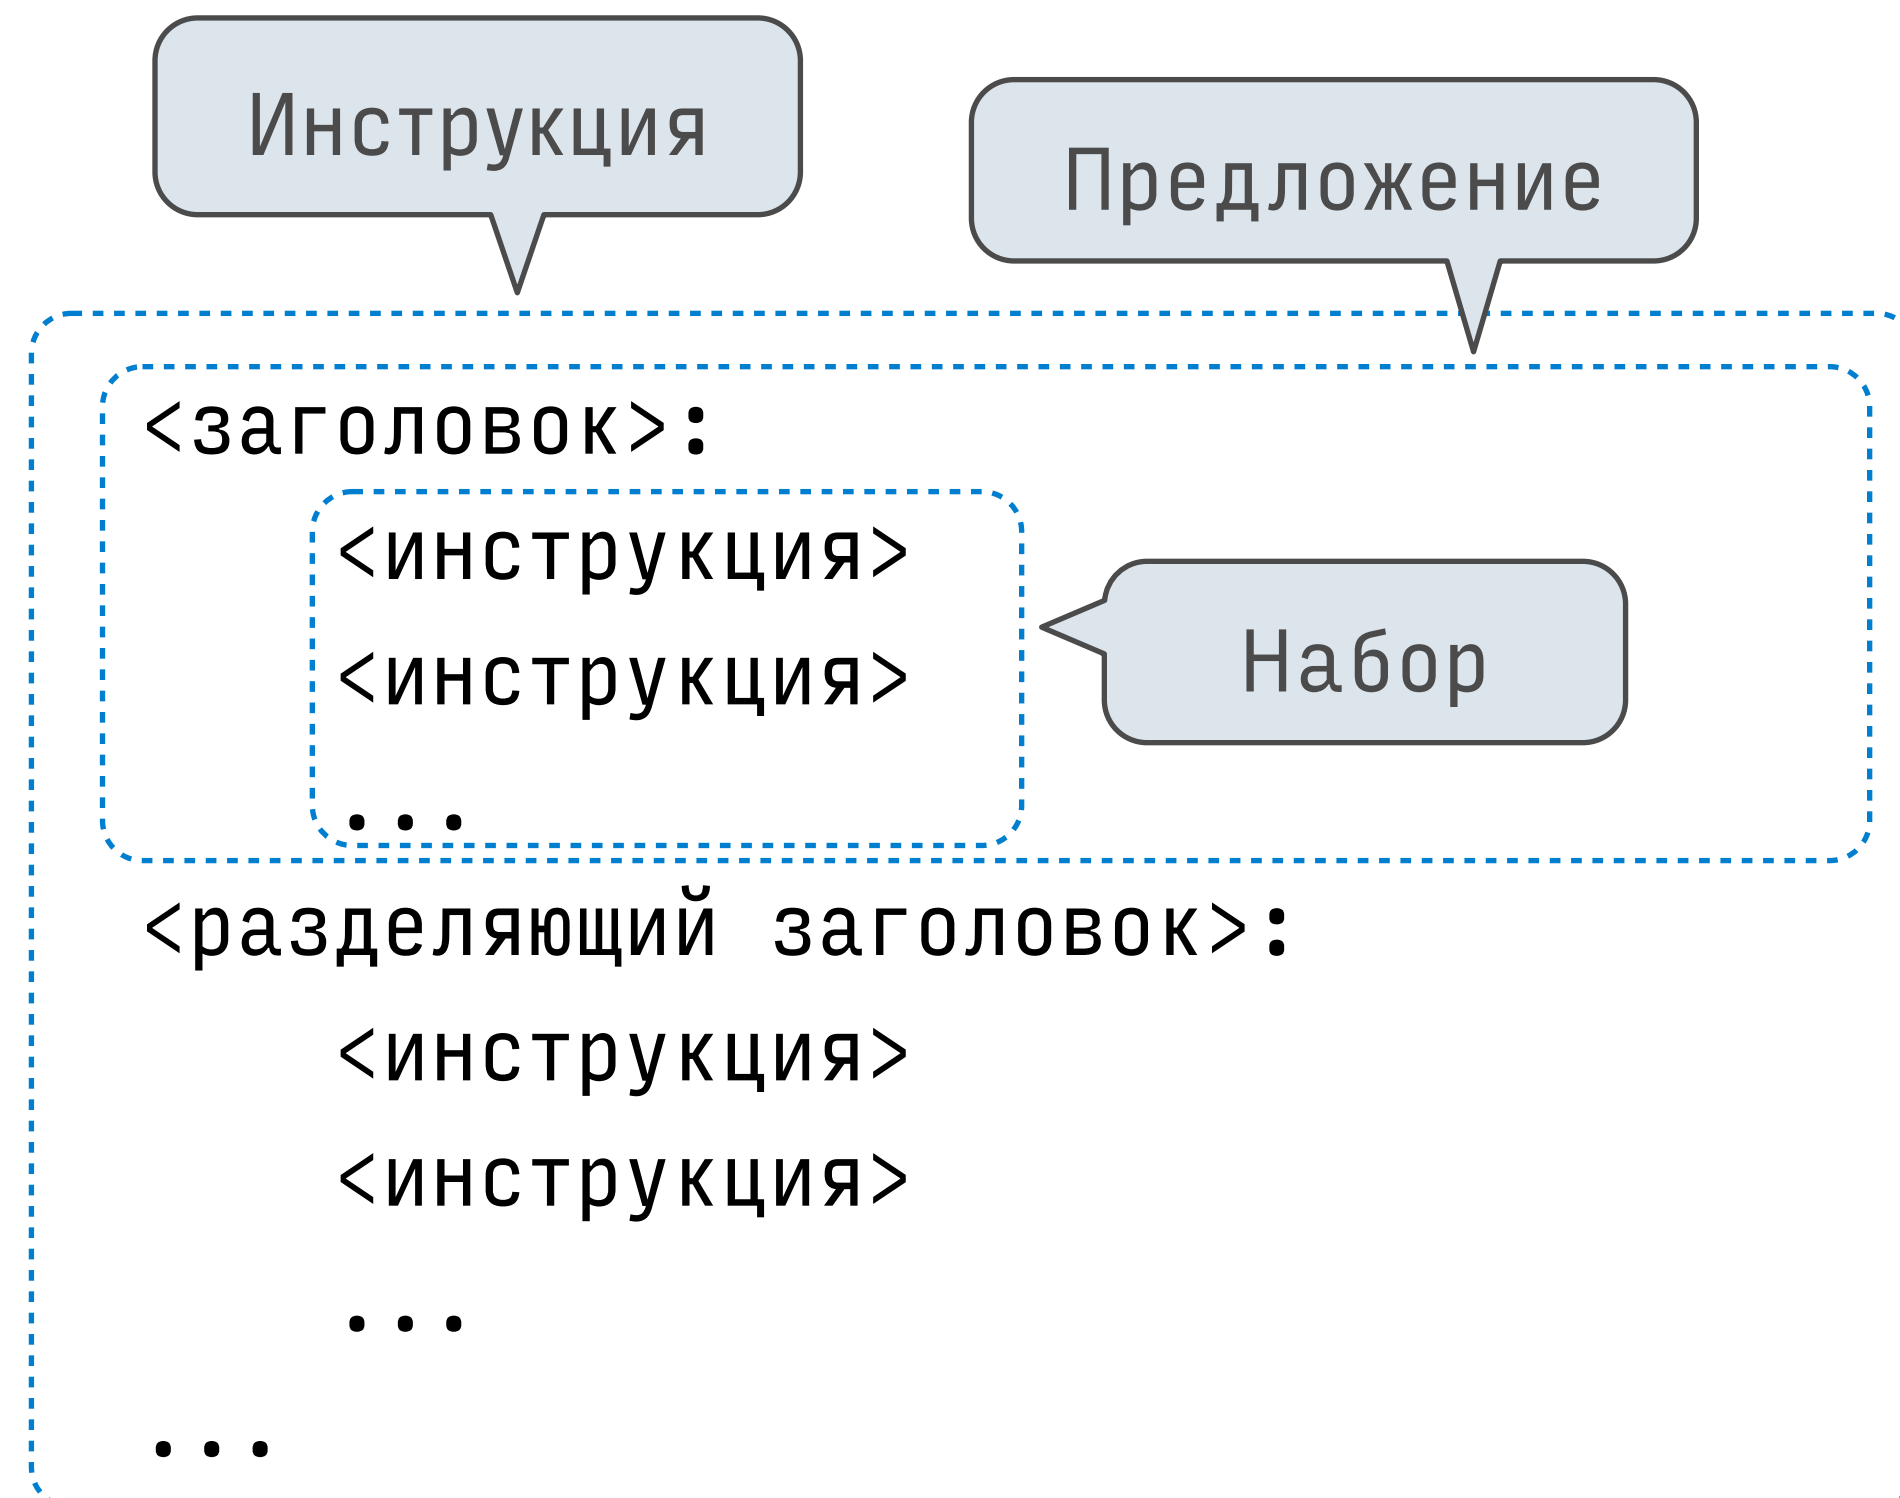 Инструкция
Предложение
<заголовок>:
<инструкция>
<инструкция>
Набор
...
<разделяющий заголовок>:
<инструкция>
<инструкция>
...
...